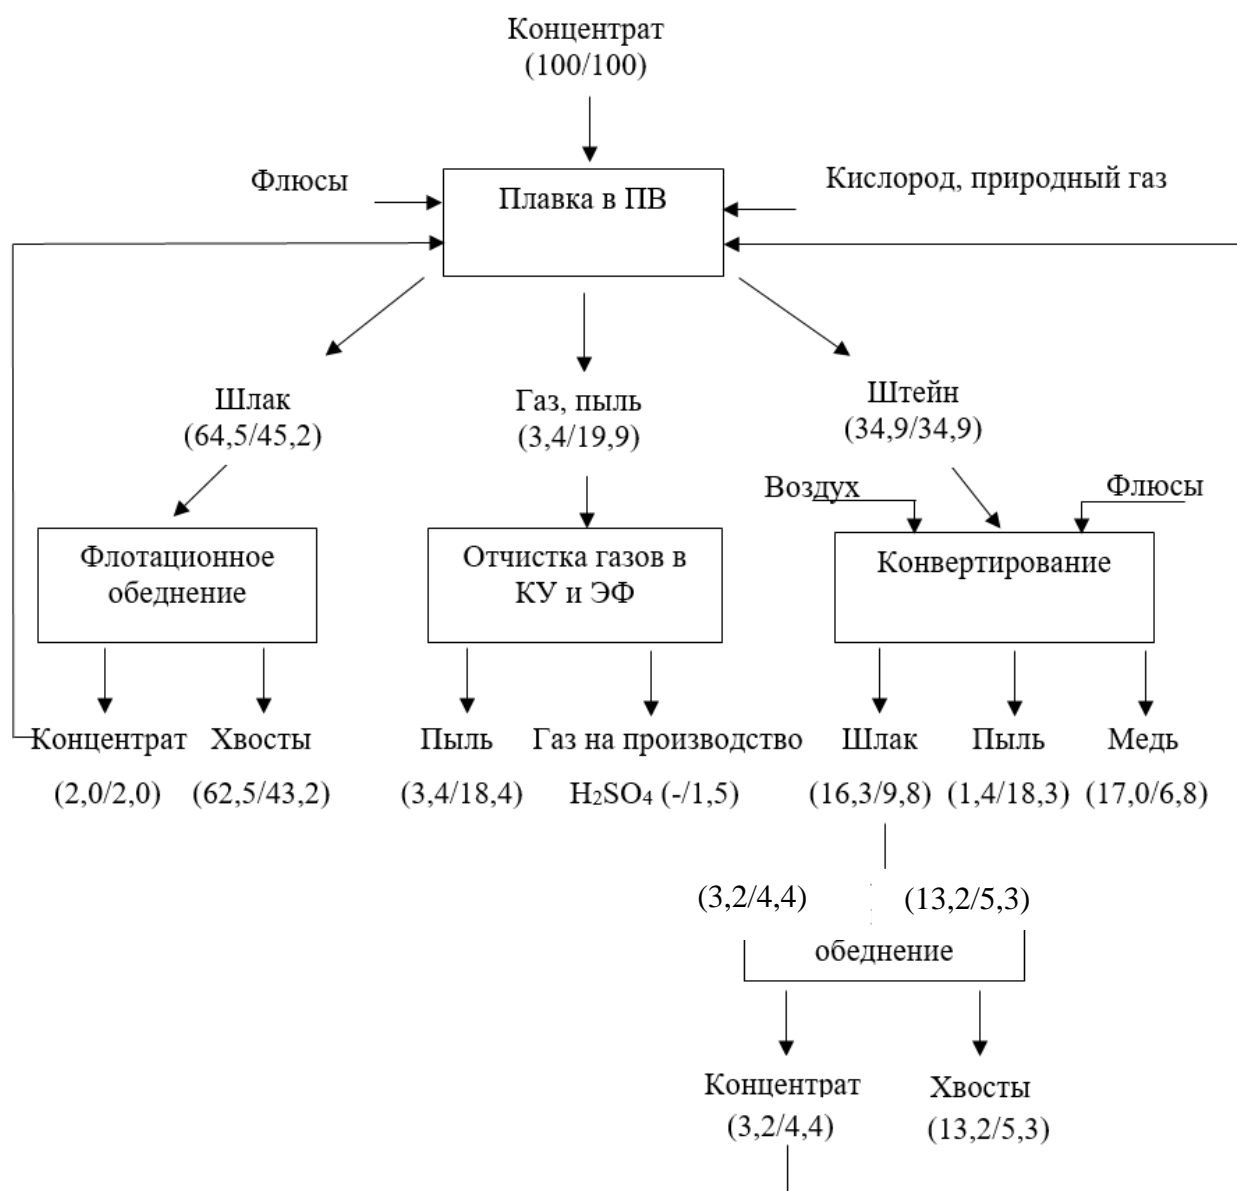 Концентрат
(100/100)
Флюсы
Плавка в ПВ
Кислород, природный газ
Шлак
(64,5/45,2)
Газ, пыль
(3,4/19,9)
Штейн
(34,9/34,9)
Воздух
Флюсы
Флотационное
обеднение
Отчистка газов в
КУ и ЭФ
Конвертирование
Концентрат
(2,0/2,0)
Хвосты
(62,5/43,2)
Пыль
(3,4/18,4)
Газ на производство
H₂SO₄ (-/1,5)
Шлак
(16,3/9,8)
Пыль
(1,4/18,3)
Медь
(17,0/6,8)
(3,2/4,4)
(13,2/5,3)
обеднение
Концентрат
(3,2/4,4)
Хвосты
(13,2/5,3)